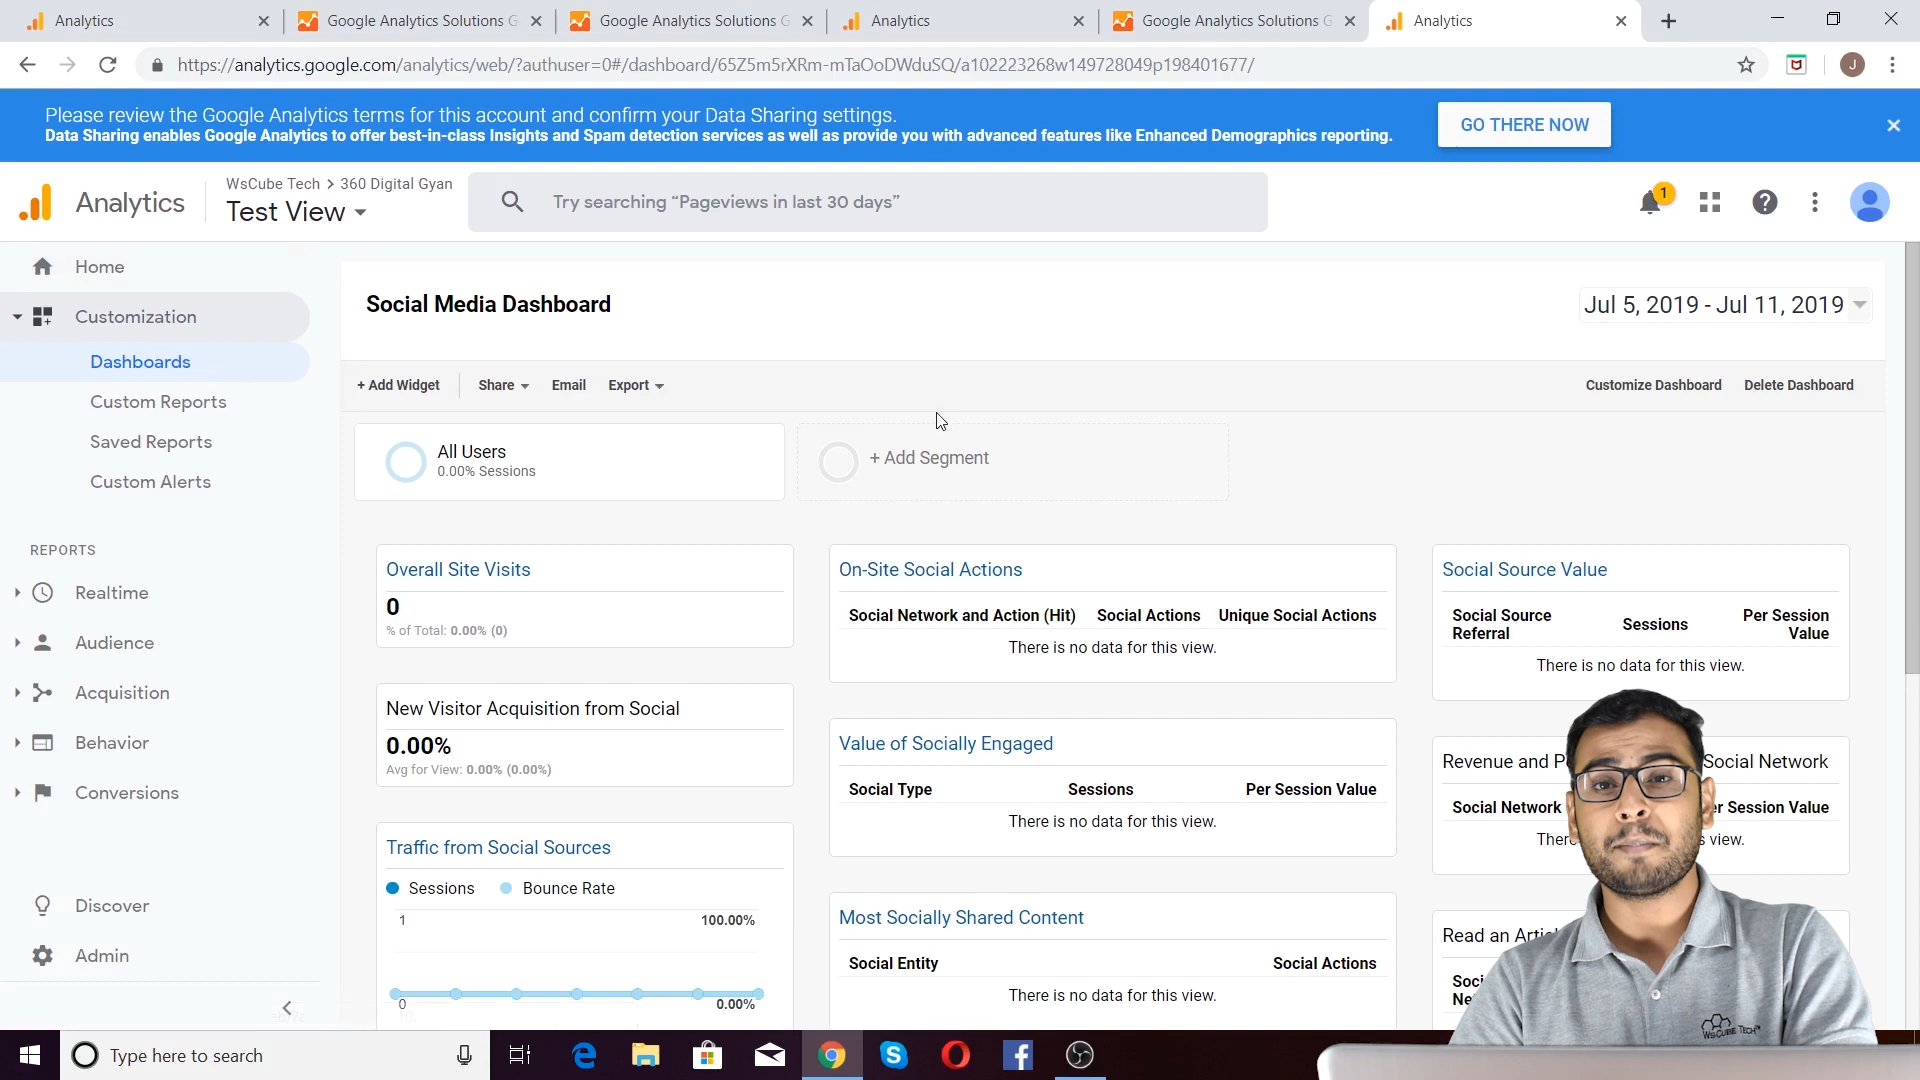 Analytics
Google Analytics Solutions G
Google Analytics Solutions G
Analytics
Google Analytics Solutions G
Analytics
https://analytics.google.com/analytics/web/?authuser=0#/dashboard/65Z5m5rXRm-mTaOoDWduSQ/a102223268w149728049p198401677/
J
Please review the Google Analytics terms for this account and confirm your Data Sharing settings.
Data Sharing enables Google Analytics to offer best-in-class Insights and Spam detection services as well as provide you with advanced features like Enhanced Demographics reporting.
GO THERE NOW
Analytics
WsCube Tech > 360 Digital Gyan
Test View
Try searching “Pageviews in last 30 days”
1
Home
Customization
Dashboards
Custom Reports
Saved Reports
Custom Alerts
REPORTS
Realtime
Audience
Acquisition
Behavior
Conversions
Discover
Admin
Social Media Dashboard
Jul 5, 2019 - Jul 11, 2019
+ Add Widget
Share
Email
Export
Customize Dashboard
Delete Dashboard
All Users
0.00% Sessions
+ Add Segment
Overall Site Visits
0
% of Total: 0.00% (0)
New Visitor Acquisition from Social
0.00%
Avg for View: 0.00% (0.00%)
Traffic from Social Sources
Sessions
Bounce Rate
1
100.00%
0
0.00%
On-Site Social Actions
Social Network and Action (Hit)
Social Actions
Unique Social Actions
There is no data for this view.
Value of Socially Engaged
Social Type
Sessions
Per Session Value
There is no data for this view.
Most Socially Shared Content
Social Entity
Social Actions
There is no data for this view.
Social Source Value
Social Source Referral
Sessions
Per Session Value
There is no data for this view.
Revenue and P
Social Network
Social Network
er Session Value
Ther
s view.
Read an Arti
Soc
Ne
WsCube Tech
Type here to search